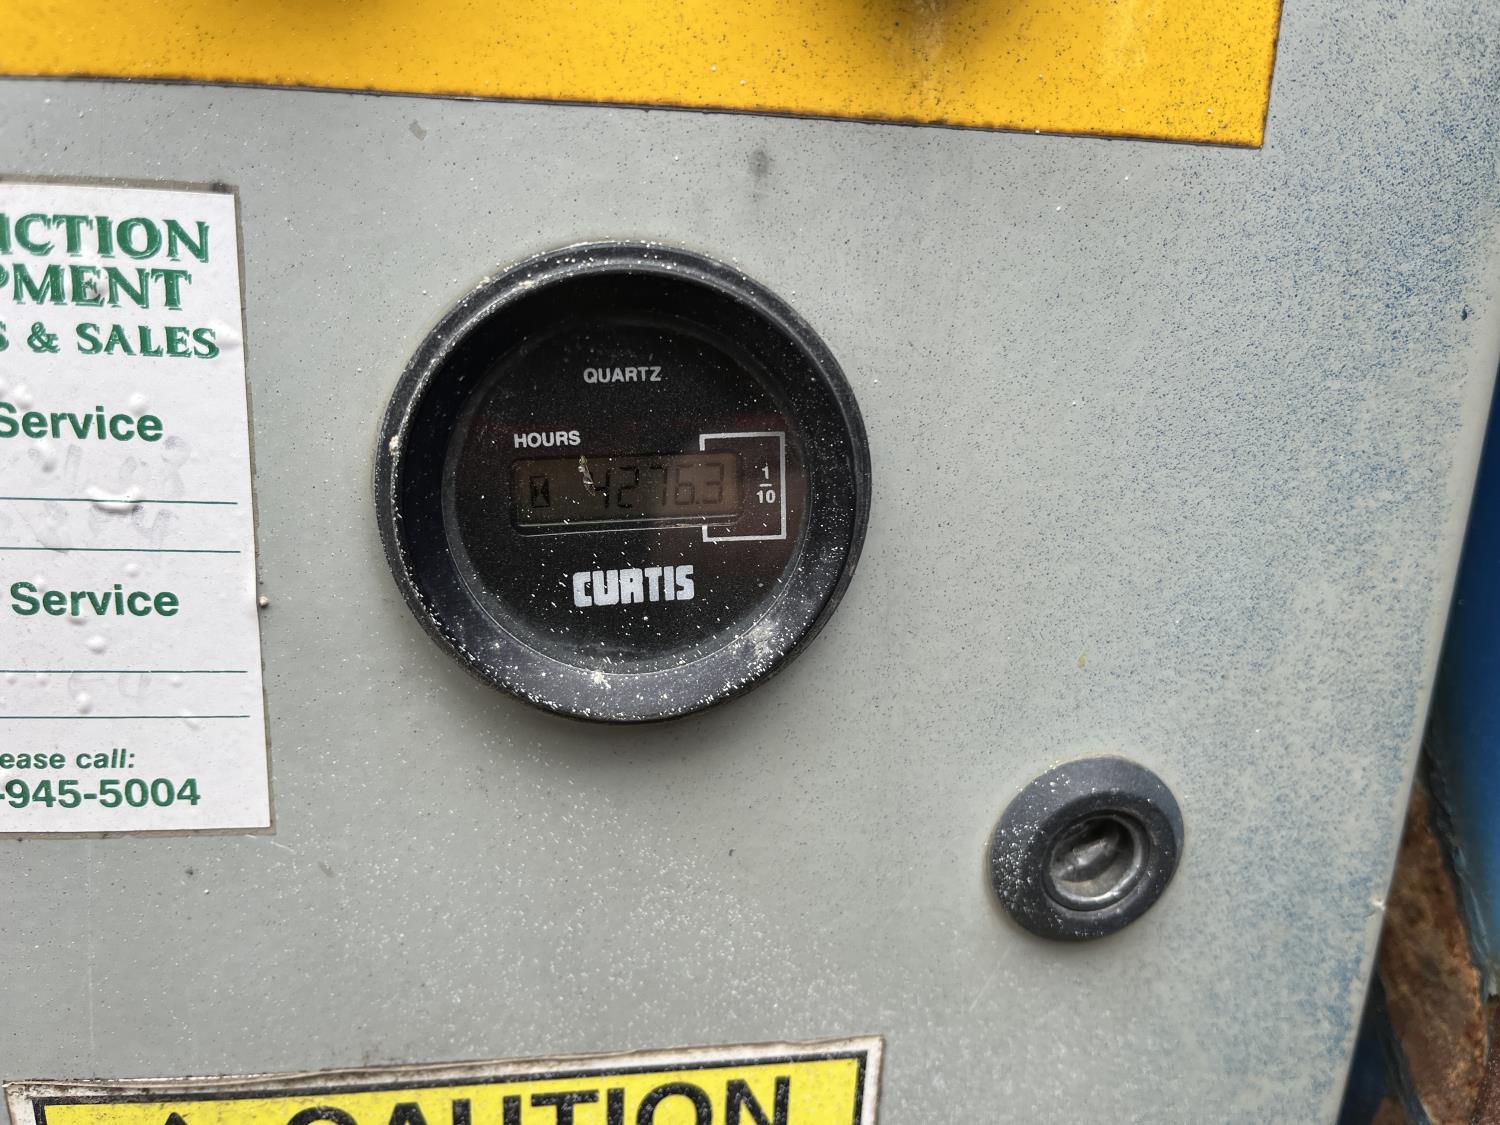 ICTION
PMENT
S & SALES
Service
Service
ease call:
-945-5004
QUARTZ
HOURS
4276.3
1
10
CURTIS
CAUTION